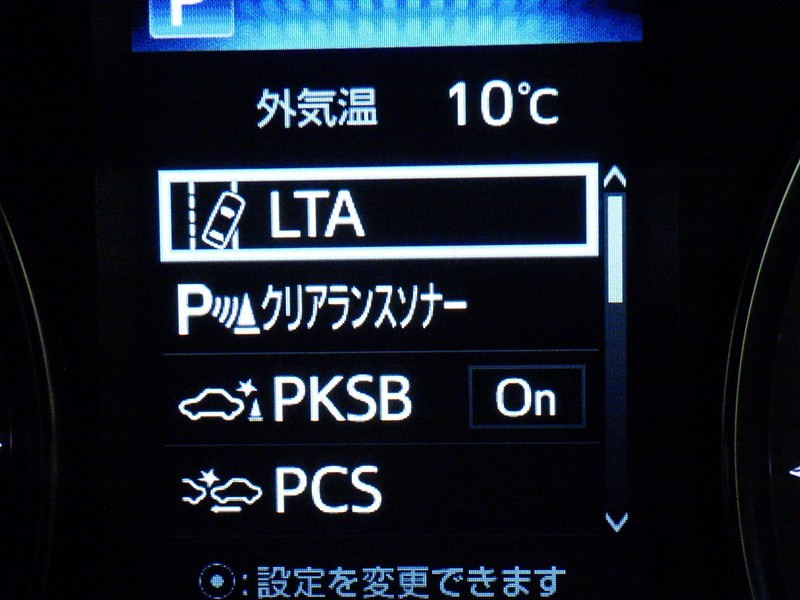 P
外気温 10℃
LTA
Pクリアランスソナー
PKSB On
PCS
:設定を変更できます